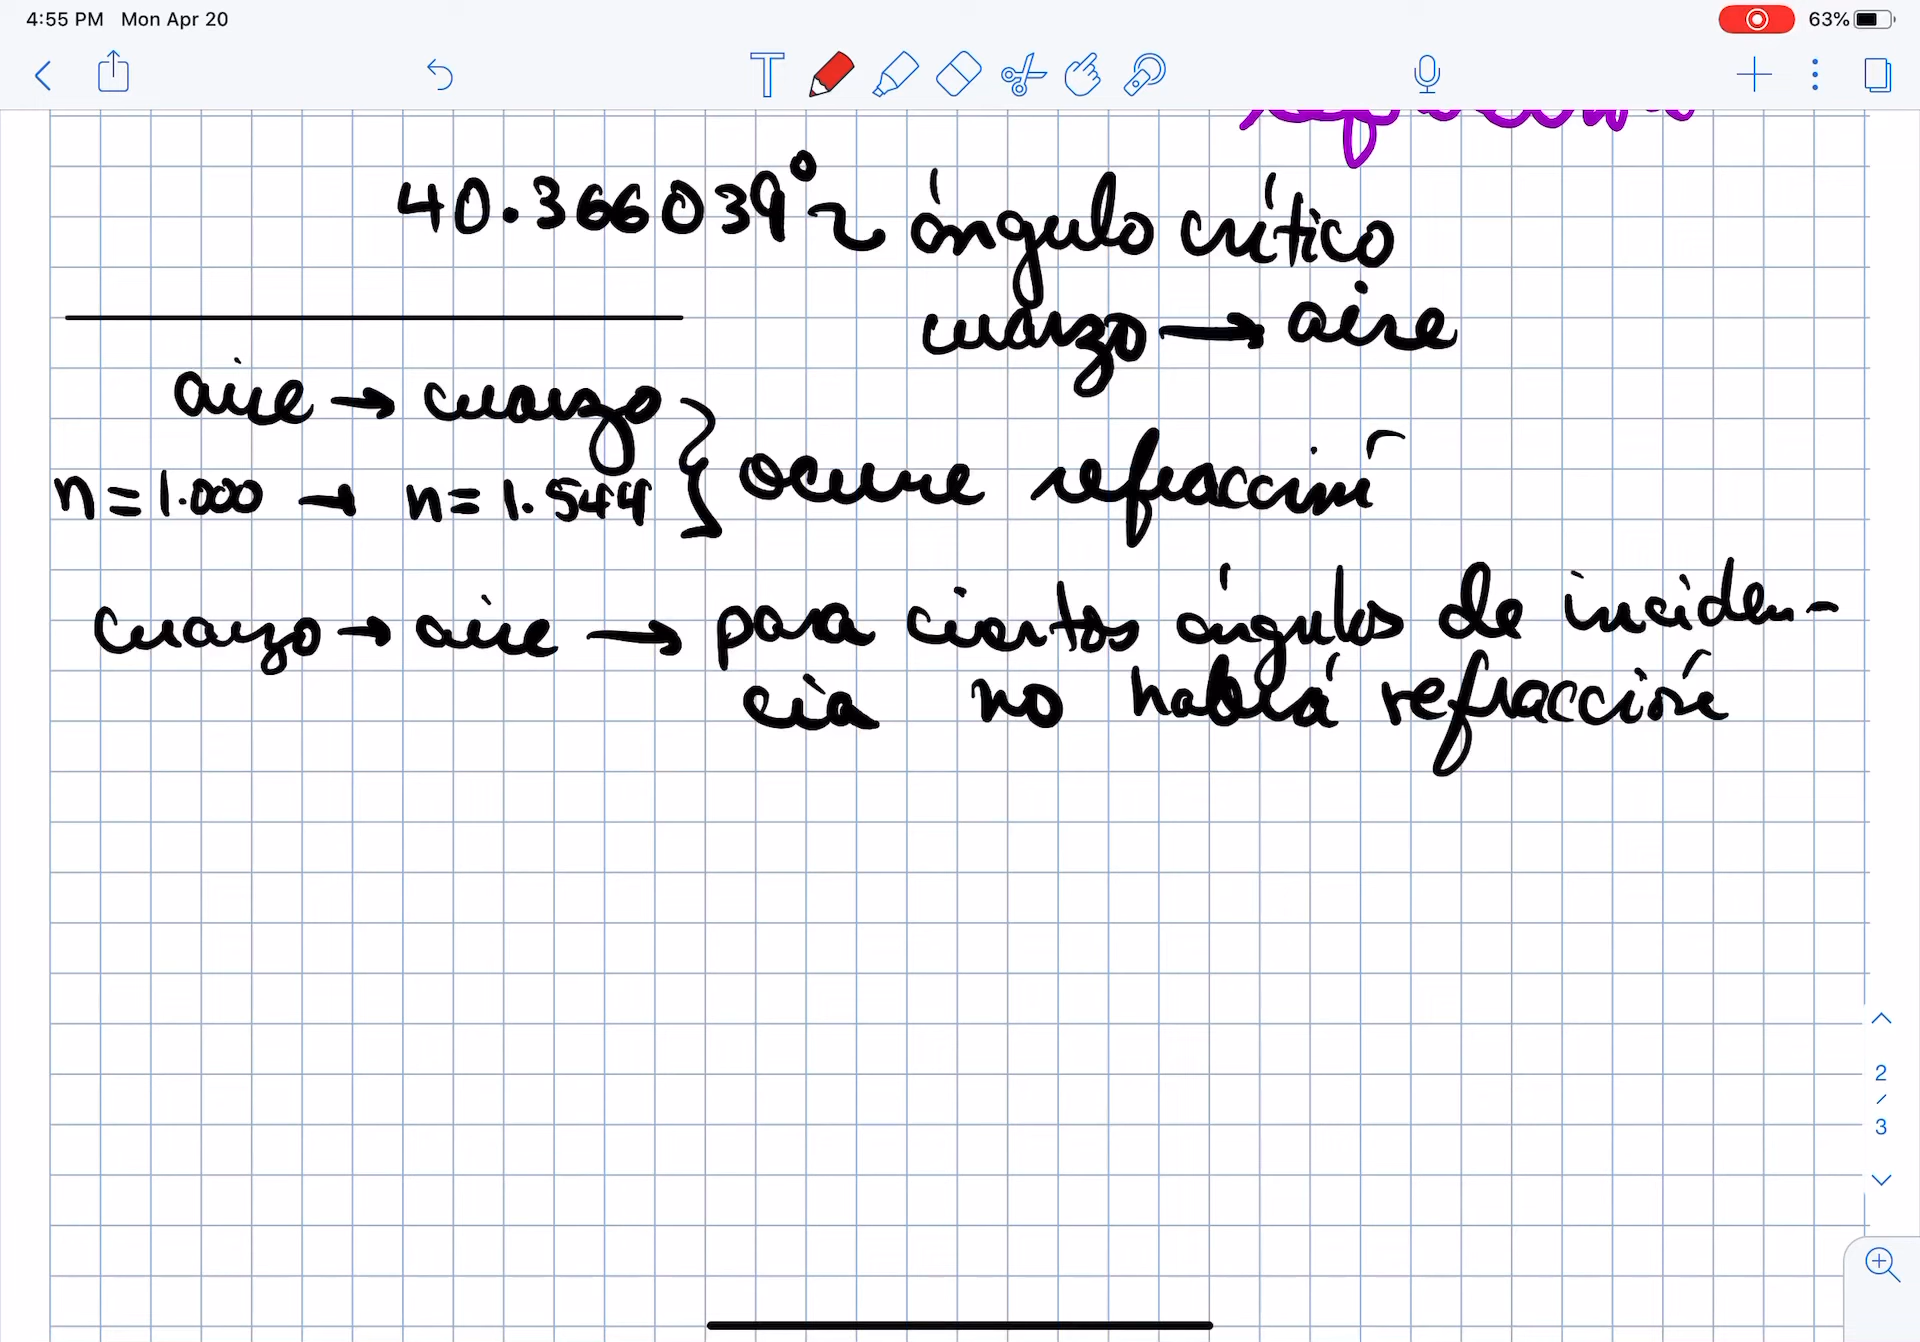 4:55 PM Mon Apr 20
63%
40.366039° ángulo crítico
cuarzo → aire
aire → cuarzo
n=1.000 → n=1.544 } ocurre refracción
cuarzo → aire → para ciertos ángulos de inciden-
cia no habrá refracción
2
/
3